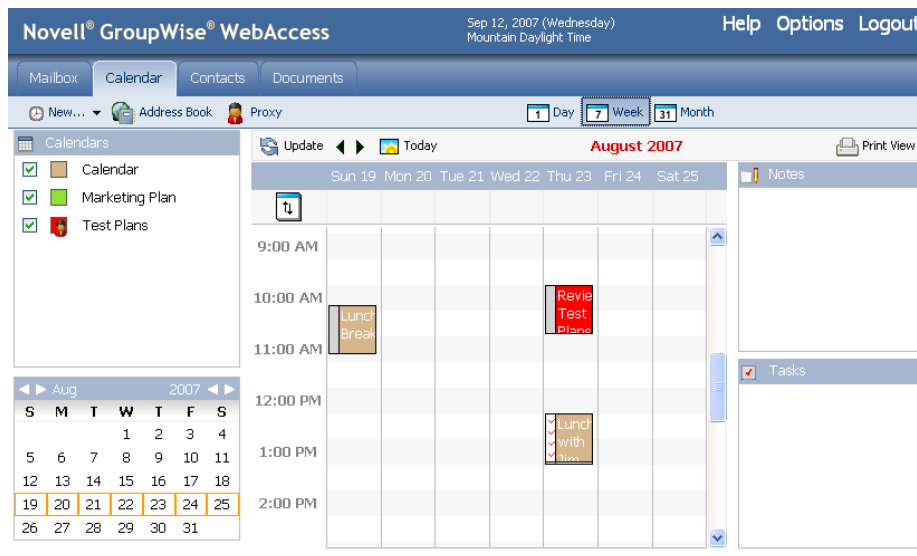 Novell® GroupWise® WebAccess
Sep 12, 2007 (Wednesday)
Mountain Daylight Time
Help Options Logout
Mailbox Calendar Contacts Documents
New... Address Book Proxy
1 Day 7 Week 31 Month
Calendars
Calendar
Marketing Plan
Test Plans
Update Today August 2007 Print View
Sun 19 Mon 20 Tue 21 Wed 22 Thu 23 Fri 24 Sat 25
9:00 AM
10:00 AM
11:00 AM
12:00 PM
1:00 PM
2:00 PM
Lunch
Break
Revie
Test
Plans
Lunch
with
Jim
Notes
Tasks
Aug 2007
S M T W T F S
1 2 3 4
5 6 7 8 9 10 11
12 13 14 15 16 17 18
19 20 21 22 23 24 25
26 27 28 29 30 31